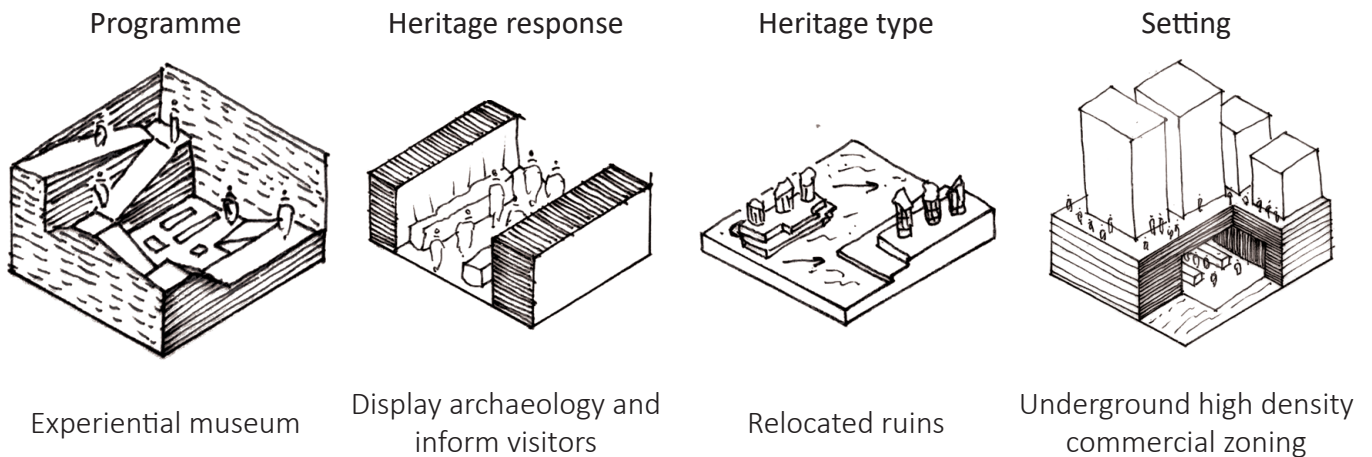 Programme
Heritage response
Heritage type
Setting
Experiential museum
Display archaeology and
inform visitors
Relocated ruins
Underground high density
commercial zoning